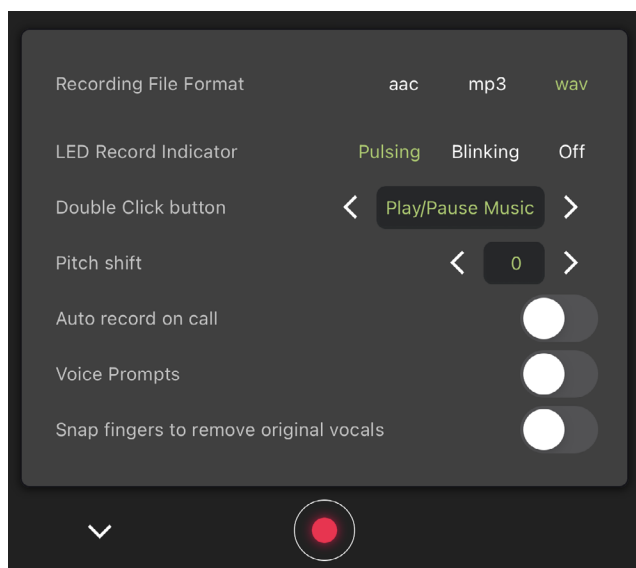 Recording File Format aac mp3 wav
LED Record Indicator Pulsing Blinking Off
Double Click button Play/Pause Music
Pitch shift 0
Auto record on call
Voice Prompts
Snap fingers to remove original vocals